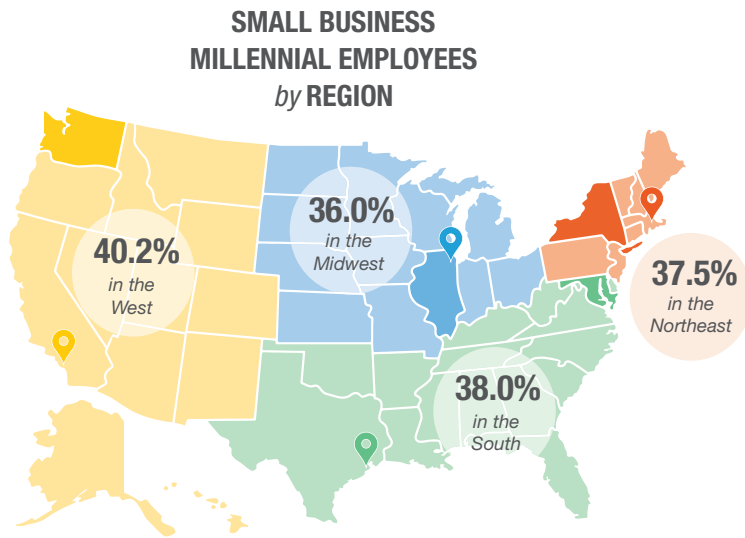 SMALL BUSINESS
MILLENNIAL EMPLOYEES
by REGION
40.2%
in the
West
36.0%
in the
Midwest
37.5%
in the
Northeast
38.0%
in the
South